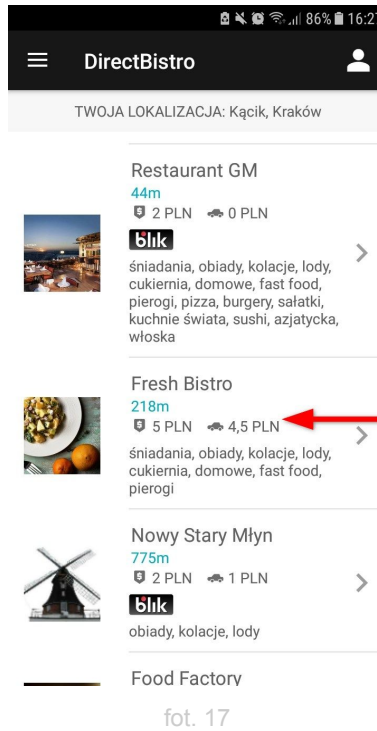 86% 16:27
DirectBistro
TWOJA LOKALIZACJA: Kącik, Kraków
Restaurant GM
44m
2 PLN 0 PLN
blik
śniadania, obiady, kolacje, lody,
cukiernia, domowe, fast food,
pierogi, pizza, burgery, sałatki,
kuchnie świata, sushi, azjatycka,
włoska
Fresh Bistro
218m
5 PLN 4,5 PLN
śniadania, obiady, kolacje, lody,
cukiernia, domowe, fast food,
pierogi
Nowy Stary Młyn
775m
2 PLN 1 PLN
blik
obiady, kolacje, lody
Food Factory
fot. 17